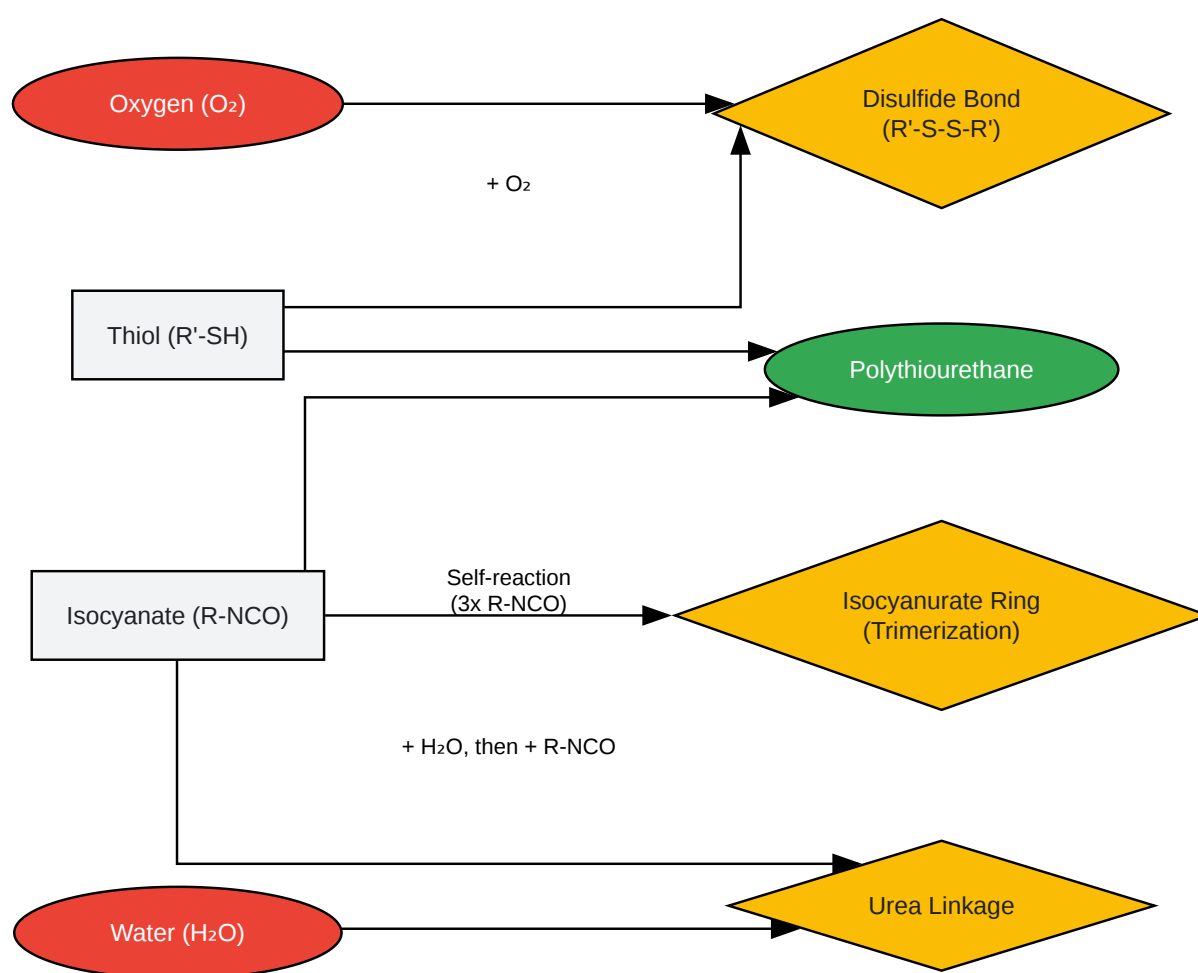 Oxygen (O₂)
Disulfide Bond
(R'-S-S-R')
+ O₂
Thiol (R'-SH)
Polythiourethane
Isocyanate (R-NCO)
Self-reaction
(3x R-NCO)
Isocyanurate Ring
(Trimerization)
+ H₂O, then + R-NCO
Urea Linkage
Water (H₂O)